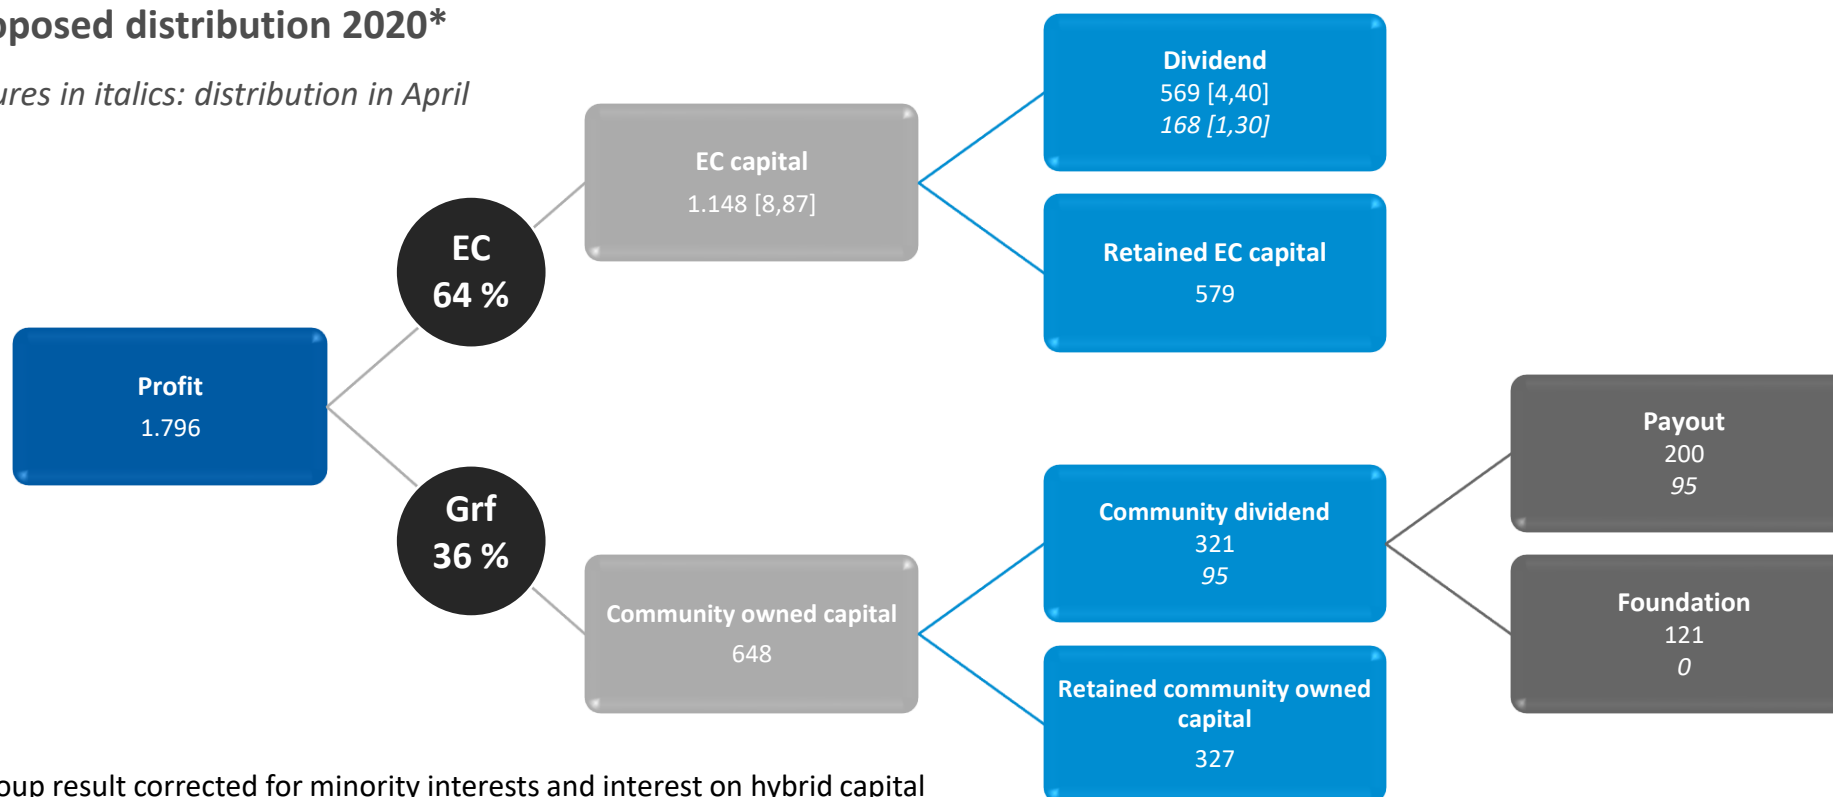 oposed distribution 2020*
ures in italics: distribution in April
Dividend
569 [4,40]
168 [1,30]
EC capital
1.148 [8,87]
EC
64 %
Retained EC capital
579
Profit
1.796
Payout
200
95
Grf
36 %
Community dividend
321
95
Community owned capital
648
Foundation
121
0
Retained community owned
capital
327
oup result corrected for minority interests and interest on hybrid capital